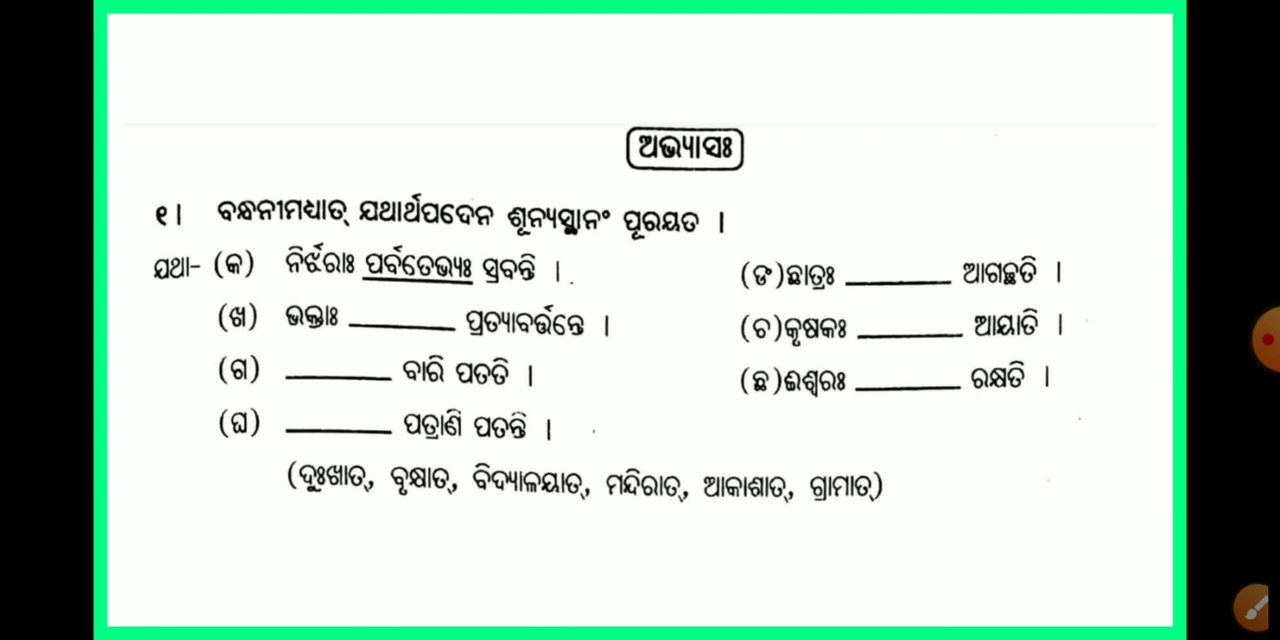 ଅଭ୍ୟାସଃ
୧। ବନ୍ଧନୀମଧ୍ୟାତ୍ ଯଥାର୍ଥପଦେନ ଶୂନ୍ୟସ୍ଥାନଂ ପୂରୟତ ।
ଯଥା- (କ) ନିର୍ଝରାଃ ପର୍ବତେଭ୍ୟଃ ସ୍ରବନ୍ତି ।
(ଖ) ଭକ୍ତାଃ ________ ପ୍ରତ୍ୟାବର୍ତ୍ତନ୍ତେ ।
(ଗ) ________ ବାରି ପତତି ।
(ଘ) ________ ପତ୍ରାଣି ପତନ୍ତି ।
(ଙ) ଛାତ୍ରଃ ________ ଆଗଚ୍ଛତି ।
(ଚ) କୃଷକଃ ________ ଆୟାତି ।
(ଛ) ଈଶ୍ୱରଃ ________ ରକ୍ଷତି ।
(ଦୁଃଖାତ୍, ବୃକ୍ଷାତ୍, ବିଦ୍ୟାଳୟାତ୍, ମନ୍ଦିରାତ୍, ଆକାଶାତ୍, ଗ୍ରାମାତ୍)